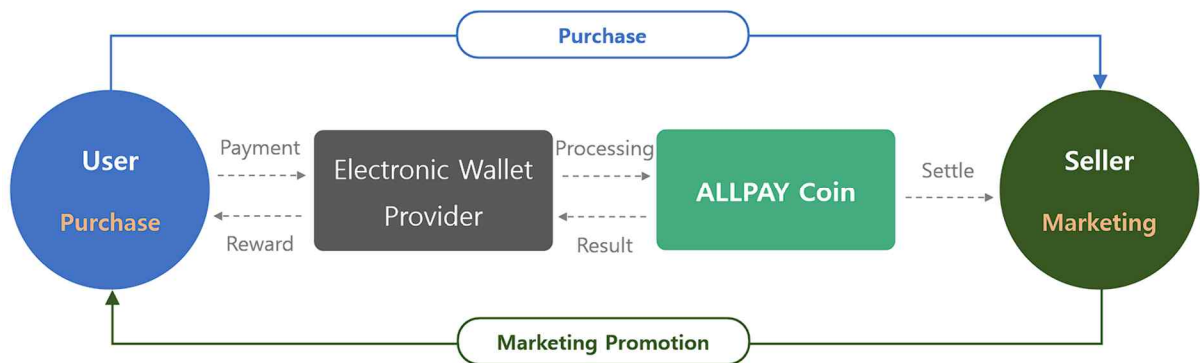 Purchase
User
Purchase
Payment
Reward
Electronic Wallet
Provider
Processing
Result
ALLPAY Coin
Settle
Seller
Marketing
Marketing Promotion